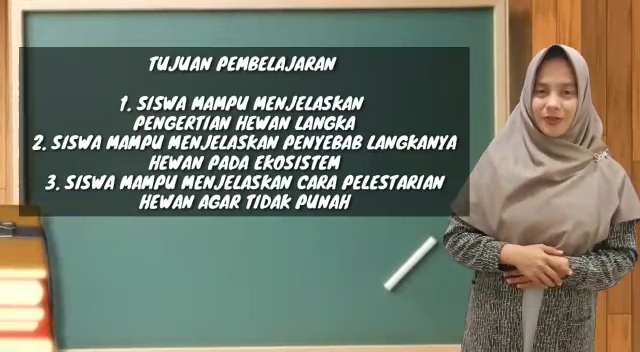 TUJUAN PEMBELAJARAN
1. SISWA MAMPU MENJELASKAN
PENGERTIAN HEWAN LANGKA
2. SISWA MAMPU MENJELASKAN PENYEBAB LANGKANYA
HEWAN PADA EKOSISTEM
3. SISWA MAMPU MENJELASKAN CARA PELESTARIAN
HEWAN AGAR TIDAK PUNAH